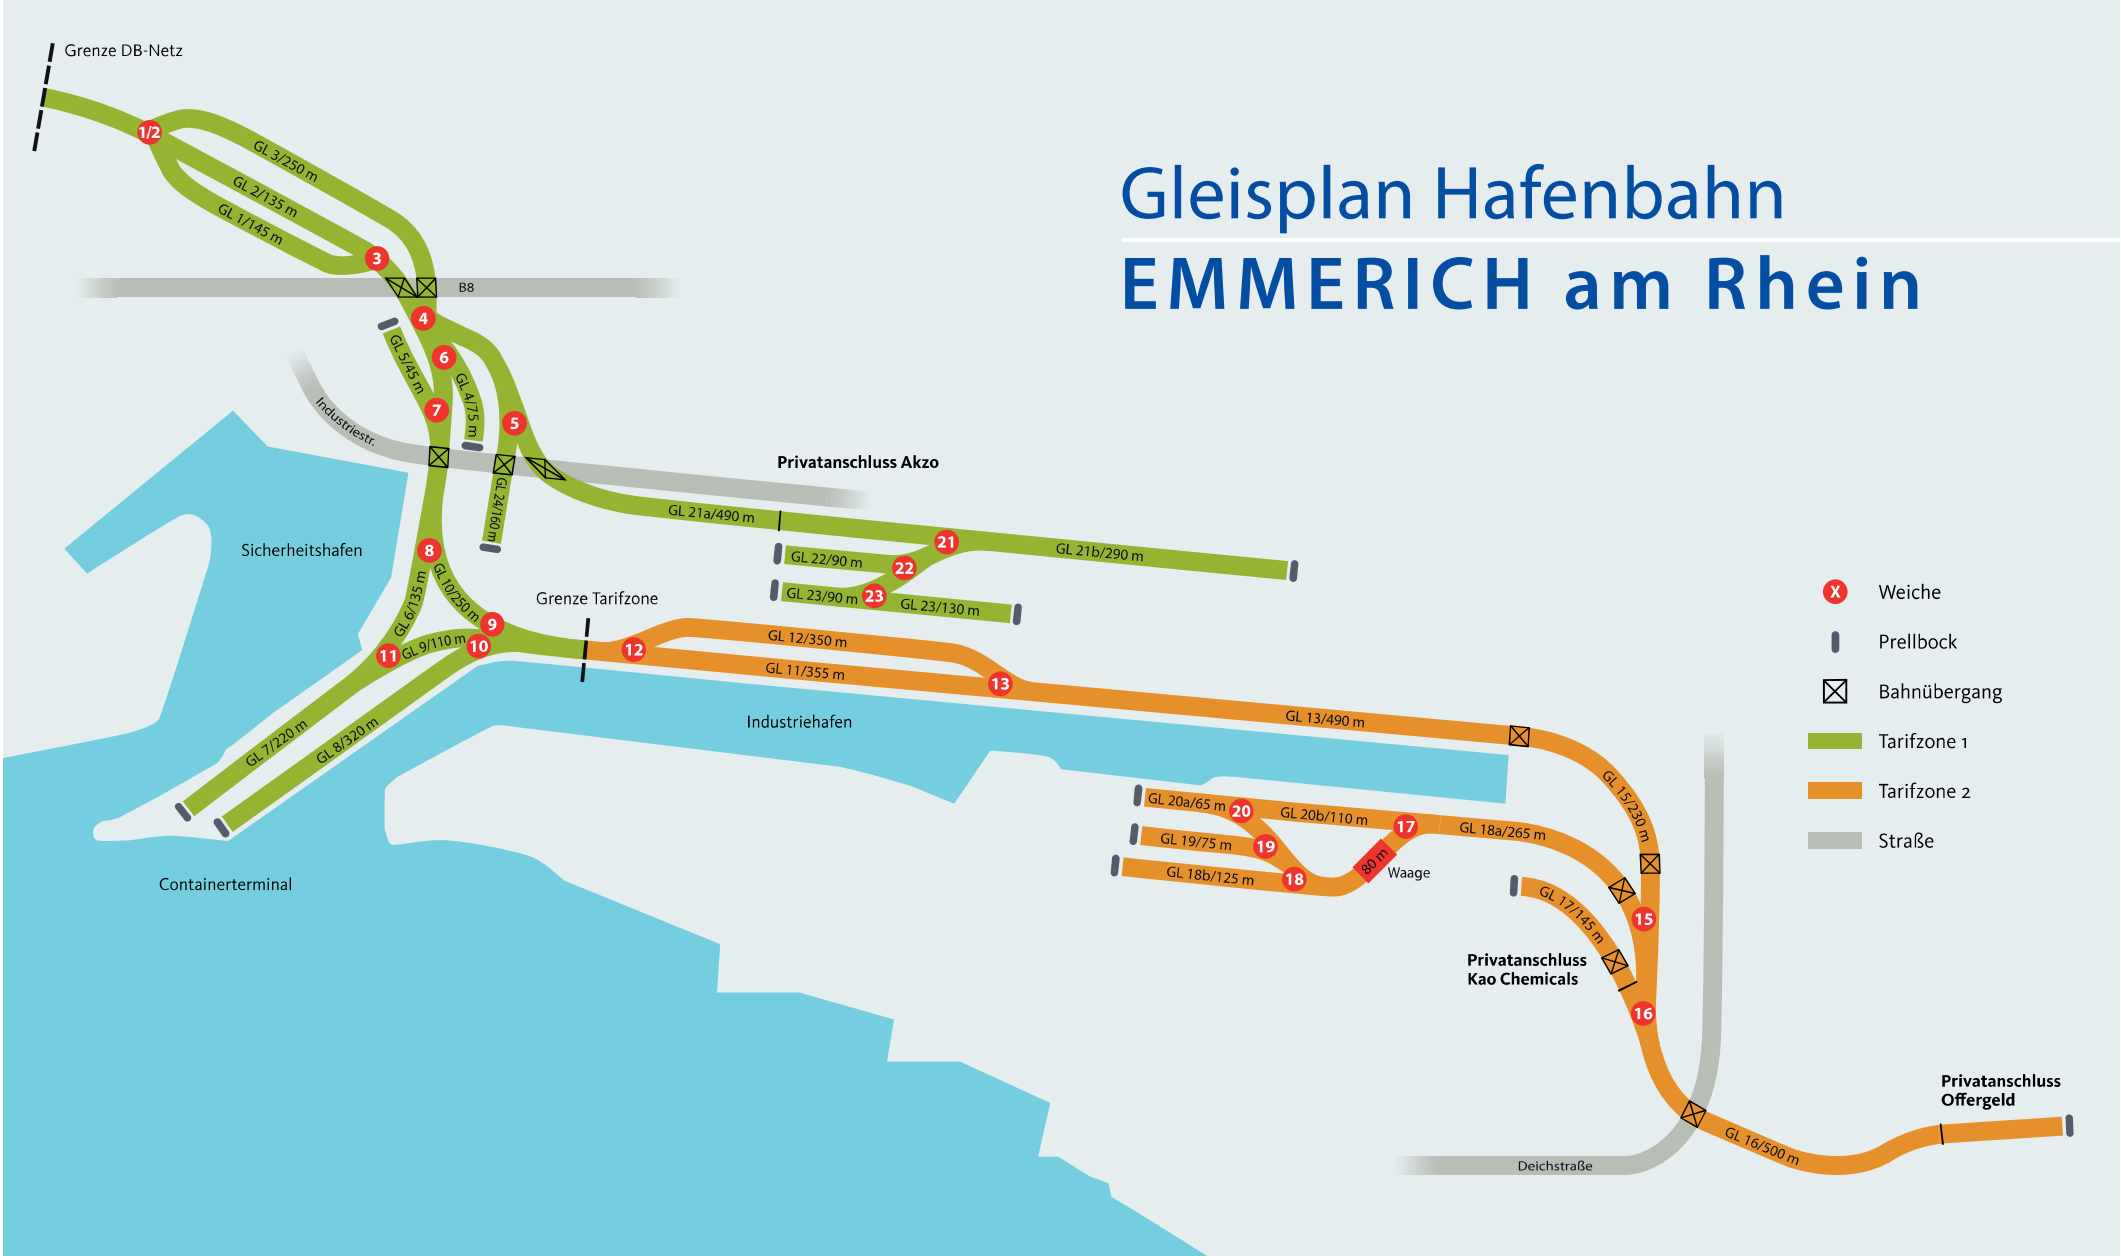 Grenze DB-Netz
1/2
GL 3/250 m
GL 2/135 m
GL 1/145 m
3
B8
4
GL 5/45 m
6
GL 4/75 m
7
5
Industriestr.
GL 24/160 m
Gleisplan Hafenbahn
EMMERICH am Rhein
Privatanschluss Akzo
GL 21a/490 m
21
GL 21b/290 m
GL 22/90 m
22
GL 23/90 m
23
GL 23/130 m
Sicherheitshafen
8
GL 6/135 m
GL 10/250 m
9
10
GL 9/110 m
11
Grenze Tarifzone
12
GL 12/350 m
GL 11/355 m
13
GL 13/490 m
GL 7/220 m
GL 8/320 m
Industriehafen
Containerterminal
GL 15/230 m
GL 20a/65 m
20
GL 20b/110 m
17
GL 18a/265 m
GL 19/75 m
19
80 m
Waage
GL 18b/125 m
18
GL 17/145 m
15
Privatanschluss
Kao Chemicals
16
Privatanschluss
Offergeld
GL 16/500 m
Deichstraße
X
Weiche
Prellbock
Bahnübergang
Tarifzone 1
Tarifzone 2
Straße